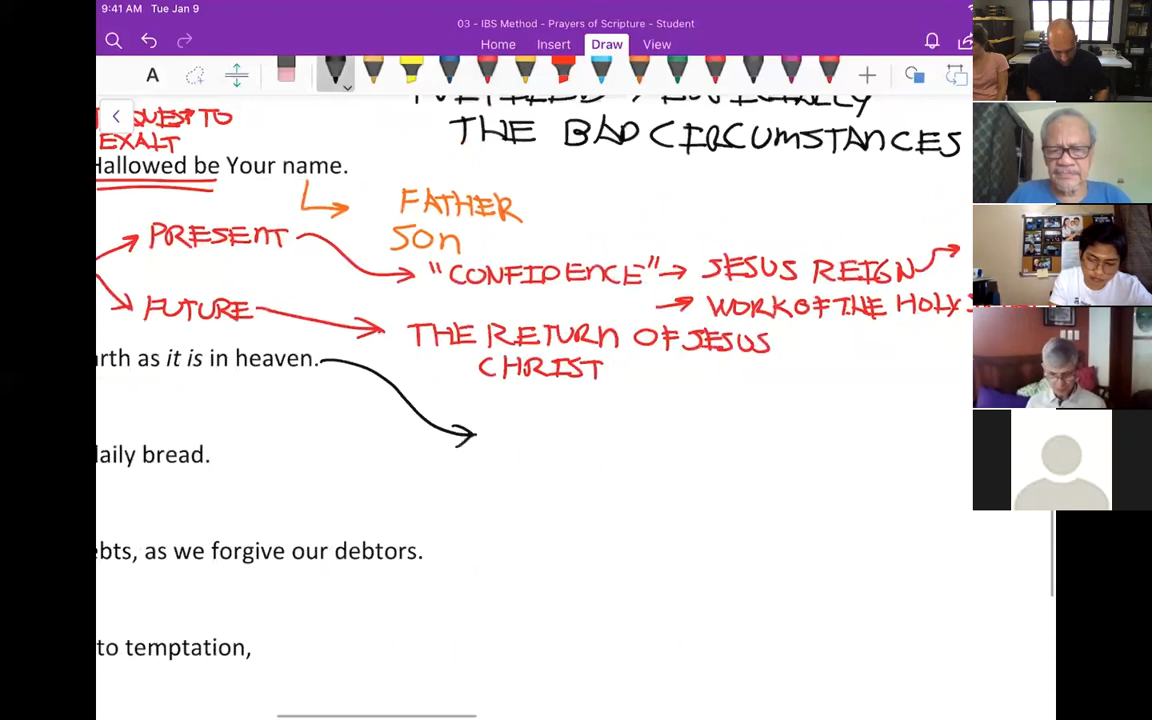 9:41 AM Tue Jan 9
03 - IBS Method - Prayers of Scripture - Student
Home Insert Draw View
A
THE BAD CIRCUMSTANCES
TO
EXALT
Hallowed be Your name.
FATHER
SON
PRESENT
"CONFIDENCE" → JESUS REIGN
→ WORK OF THE HOLY
FUTURE
THE RETURN OF JESUS
CHRIST
arth as it is in heaven.
daily bread.
ebts, as we forgive our debtors.
to temptation,